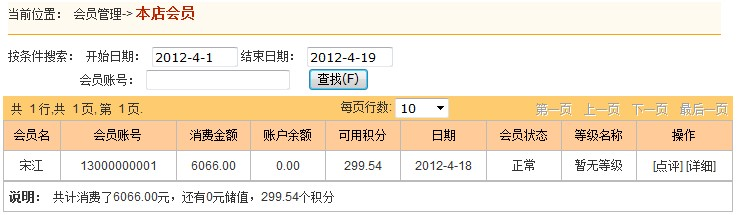 当前位置： 会员管理-> 本店会员
按条件搜索： 开始日期： 2012-4-1 结束日期： 2012-4-19
会员账号： 查找(F)
共 1行,共 1页, 第 1页. 每页行数: 10 第一页 上一页 下一页 最后一页
会员名 会员账号 消费金额 账户余额 可用积分 日期 会员状态 等级名称 操作
宋江 13000000001 6066.00 0.00 299.54 2012-4-18 正常 暂无等级 [点评] [详细]
说明： 共计消费了6066.00元，还有0元储值，299.54个积分